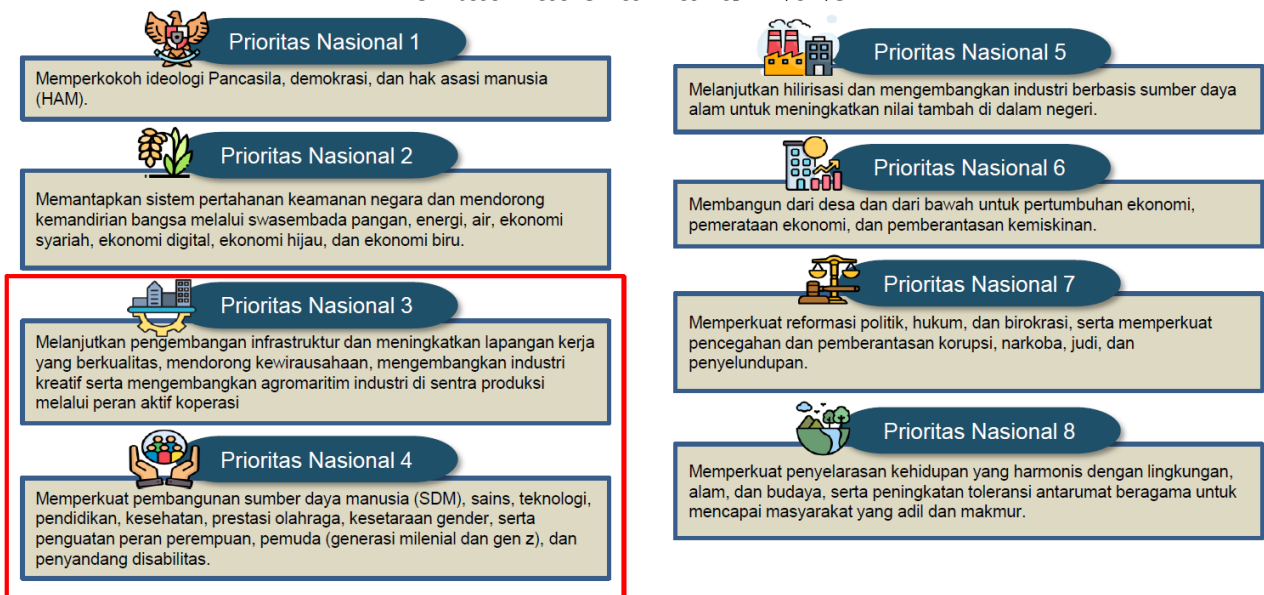 Prioritas Nasional 1
Memperkokoh ideologi Pancasila, demokrasi, dan hak asasi manusia
(HAM).
Prioritas Nasional 2
Memantapkan sistem pertahanan keamanan negara dan mendorong
kemandirian bangsa melalui swasembada pangan, energi, air, ekonomi
syariah, ekonomi digital, ekonomi hijau, dan ekonomi biru.
Prioritas Nasional 3
Melanjutkan pengembangan infrastruktur dan meningkatkan lapangan kerja
yang berkualitas, mendorong kewirausahaan, mengembangkan industri
kreatif serta mengembangkan agromaritim industri di sentra produksi
melalui peran aktif koperasi
Prioritas Nasional 4
Memperkuat pembangunan sumber daya manusia (SDM), sains, teknologi,
pendidikan, kesehatan, prestasi olahraga, kesetaraan gender, serta
penguatan peran perempuan, pemuda (generasi milenial dan gen z), dan
penyandang disabilitas.
Prioritas Nasional 5
Melanjutkan hilirisasi dan mengembangkan industri berbasis sumber daya
alam untuk meningkatkan nilai tambah di dalam negeri.
Prioritas Nasional 6
Membangun dari desa dan dari bawah untuk pertumbuhan ekonomi,
pemerataan ekonomi, dan pemberantasan kemiskinan.
Prioritas Nasional 7
Memperkuat reformasi politik, hukum, dan birokrasi, serta memperkuat
pencegahan dan pemberantasan korupsi, narkoba, judi, dan
penyelundupan.
Prioritas Nasional 8
Memperkuat penyelarasan kehidupan yang harmonis dengan lingkungan,
alam, dan budaya, serta peningkatan toleransi antarumat beragama untuk
mencapai masyarakat yang adil dan makmur.